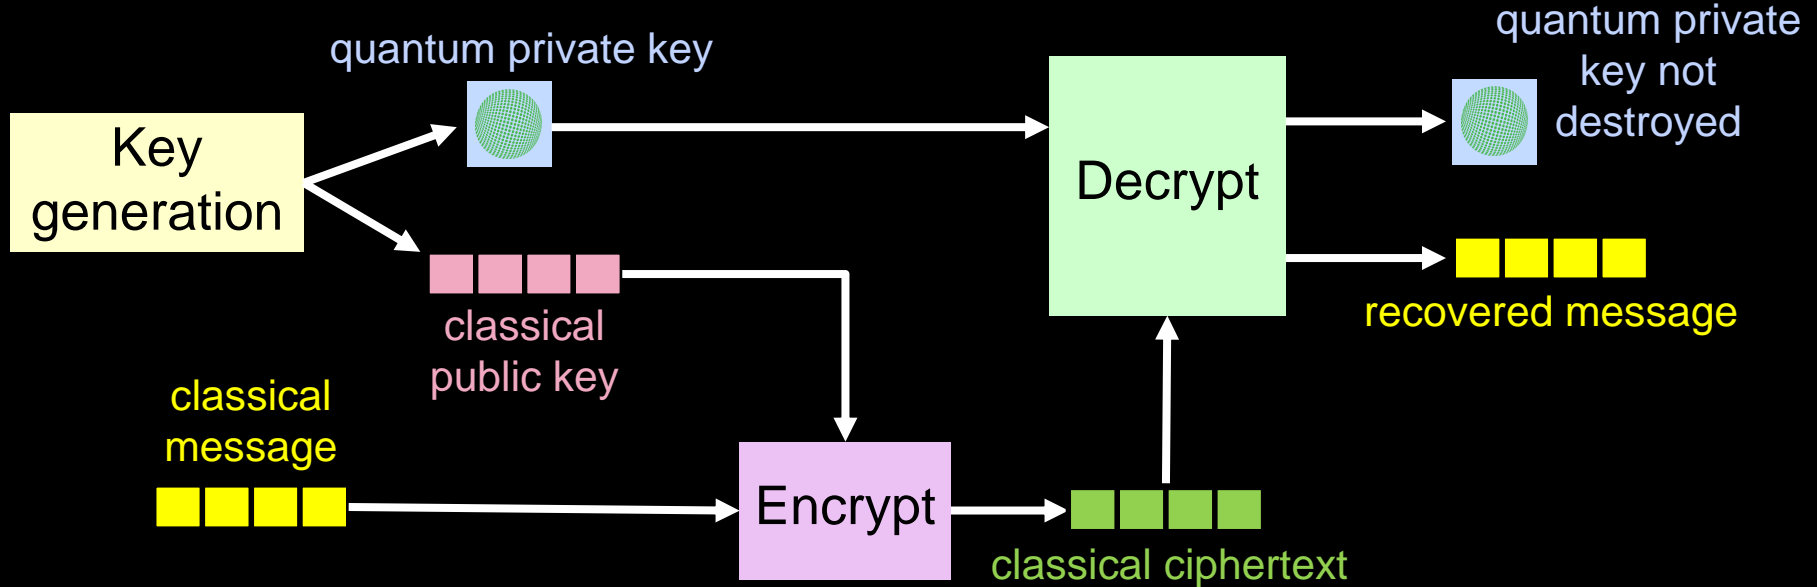 quantum private key
Key
generation
classical
public key
classical
message
Encrypt
classical ciphertext
Decrypt
quantum private
key not
destroyed
recovered message